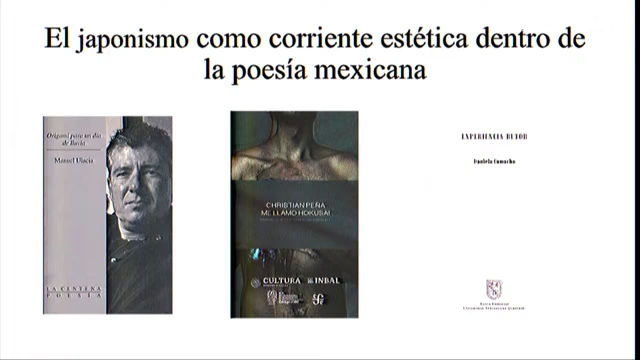 El japonismo como corriente estética dentro de
la poesía mexicana
Origami para un día
de lluvia
Manuel Ulacia
LA CENTENA
POESÍA
CHRISTIAN PEÑA
ME LLAMO HOKUSAI
CULTURA
INBAL
EXPERIENCIA BUTOH
Daniela Camacho